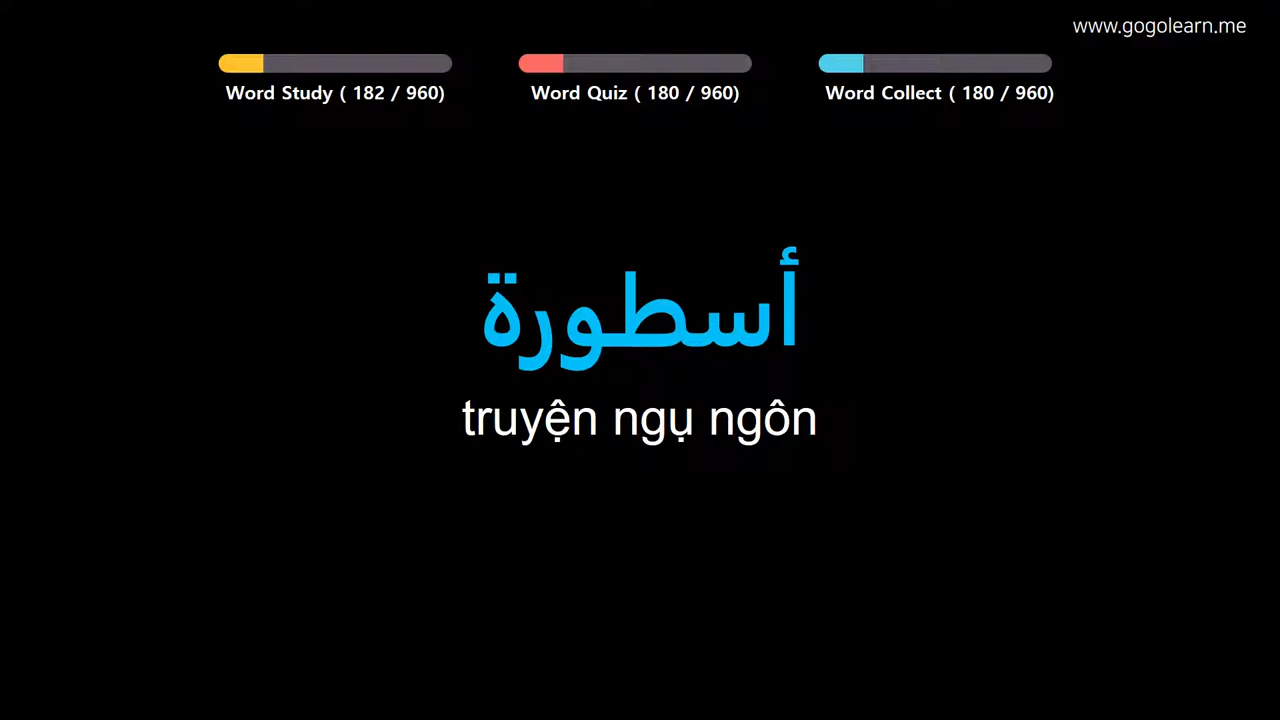 www.gogolearn.me
Word Study ( 182 / 960)
Word Quiz ( 180 / 960)
Word Collect ( 180 / 960)
أسطورة
truyện ngụ ngôn